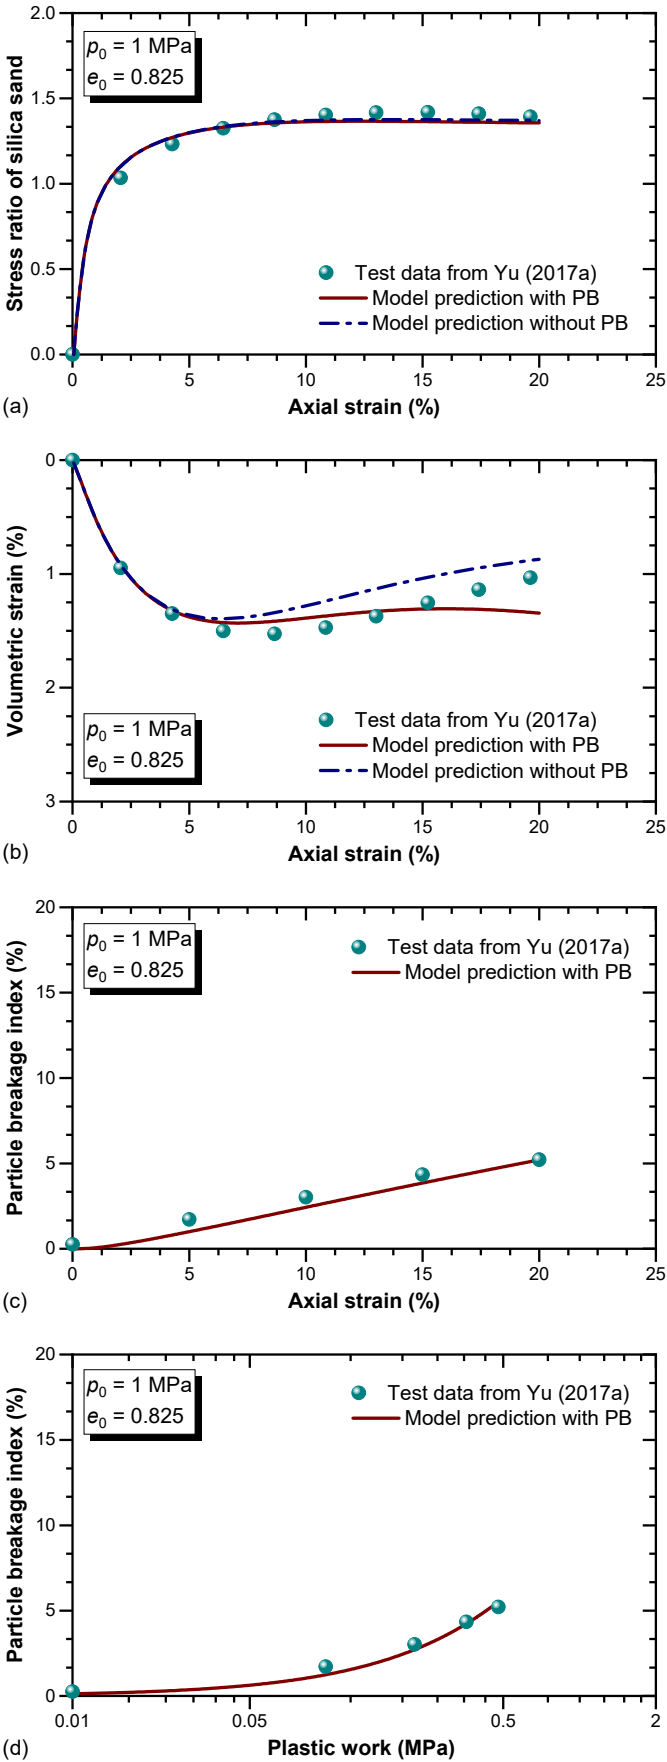 2.0
1.5
1.0
0.5
0.0
Stress ratio of silica sand
p0 = 1 MPa
e0 = 0.825
Test data from Yu (2017a)
Model prediction with PB
Model prediction without PB
0 5 10 15 20 25
Axial strain (%)
(a)
0
1
2
3
Volumetric strain (%)
p0 = 1 MPa
e0 = 0.825
Test data from Yu (2017a)
Model prediction with PB
Model prediction without PB
0 5 10 15 20 25
Axial strain (%)
(b)
20
15
10
5
0
Particle breakage index (%)
p0 = 1 MPa
e0 = 0.825
Test data from Yu (2017a)
Model prediction with PB
0 5 10 15 20 25
Axial strain (%)
(c)
20
15
10
5
0
Particle breakage index (%)
p0 = 1 MPa
e0 = 0.825
Test data from Yu (2017a)
Model prediction with PB
0.01 0.05 0.5 2
Plastic work (MPa)
(d)